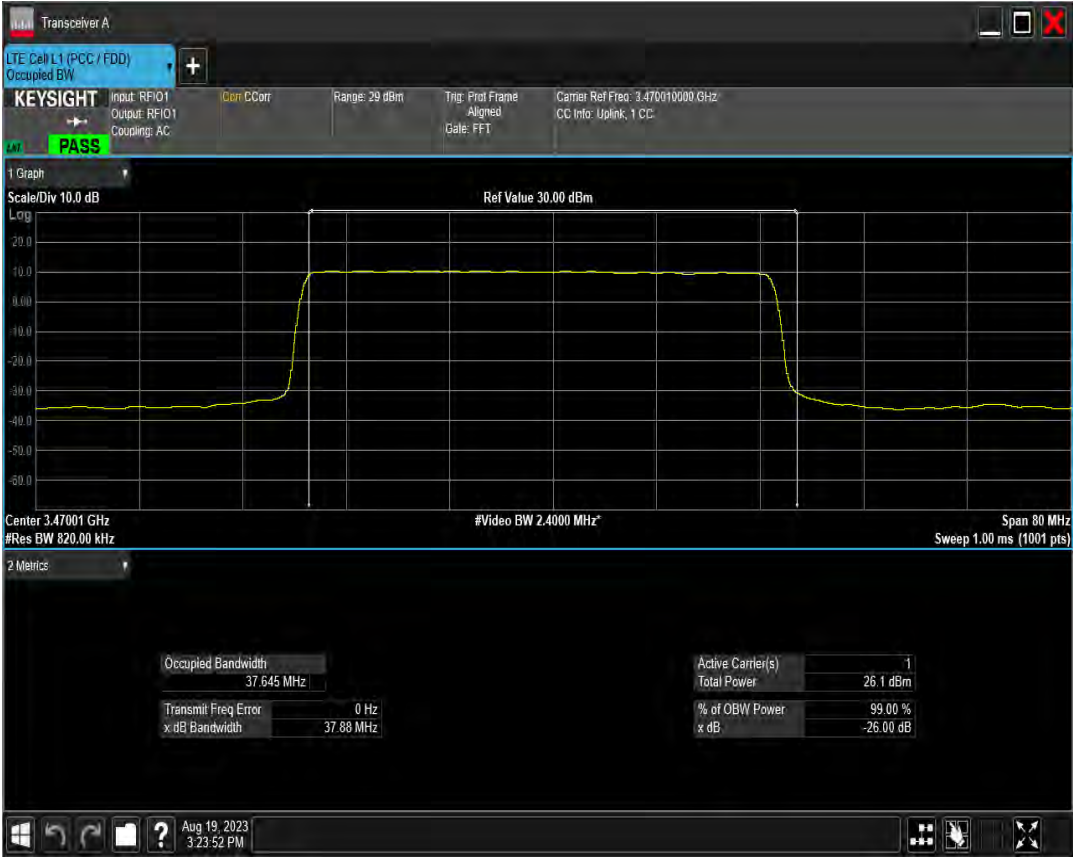 Transceiver A
LTE Cell L1 (PCC / FDD)
Occupied BW
+
KEYSIGHT
Input: RFIO1
Output: RFIO1
Coupling: AC
Corr CCorr
Range: 29 dBm
Trig: Prdt Frame
Aligned
Gate: FFT
Carrier Ref Freq: 3.470010000 GHz
CC Info: Uplink, 1 CC
PASS
1 Graph
Scale/Div 10.0 dB
Ref Value 30.00 dBm
Log
20.0
10.0
0.00
-10.0
-20.0
-30.0
-40.0
-50.0
-60.0
Center 3.47001 GHz
#Video BW 2.4000 MHz*
Span 80 MHz
#Res BW 820.00 kHz
Sweep 1.00 ms (1001 pts)
2 Metrics
Occupied Bandwidth
37.645 MHz
Transmit Freq Error 0 Hz
x dB Bandwidth 37.88 MHz
Active Carrier(s) 1
Total Power 26.1 dBm
% of OBW Power 99.00 %
x dB -26.00 dB
?
Aug 19, 2023
3:23:52 PM